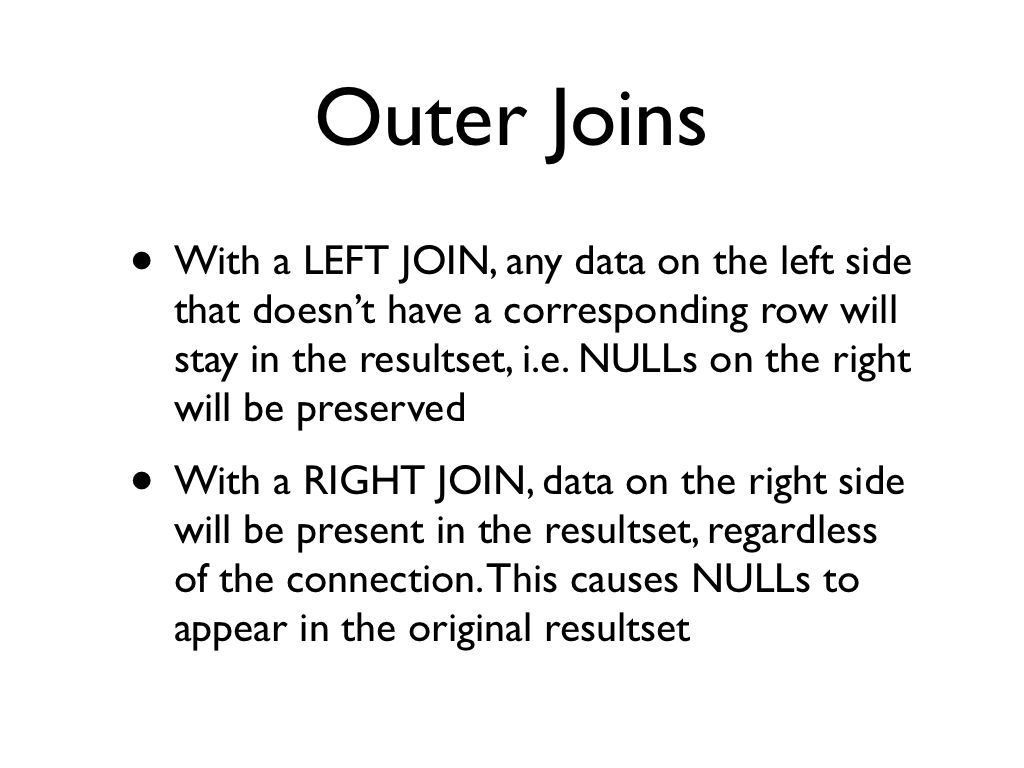 Outer Joins
• With a LEFT JOIN, any data on the left side
that doesn’t have a corresponding row will
stay in the resultset, i.e. NULLs on the right
will be preserved
• With a RIGHT JOIN, data on the right side
will be present in the resultset, regardless
of the connection. This causes NULLs to
appear in the original resultset